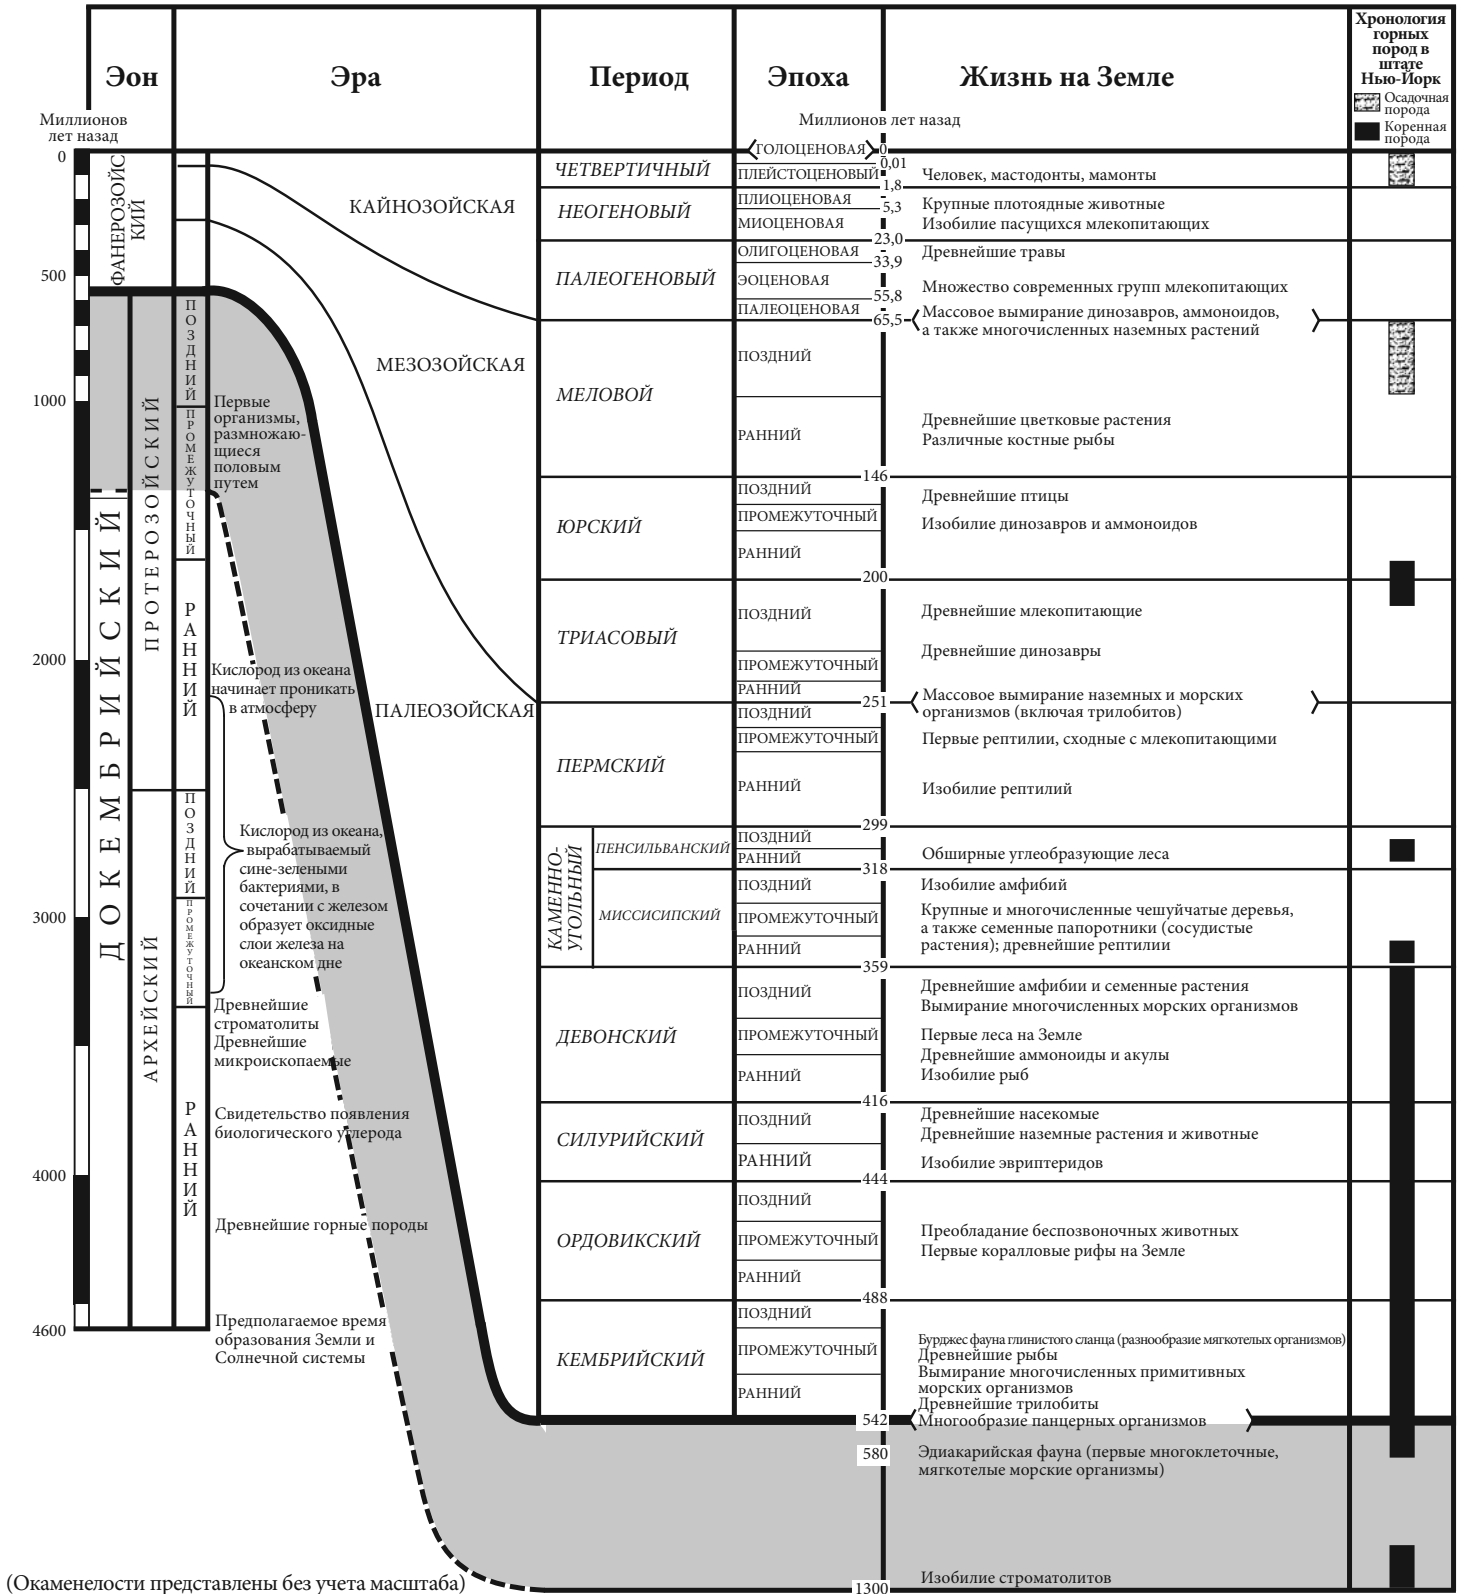 Эон
Эра
Период
Эпоха
Жизнь на Земле
Хронология
горных
пород в
штате
Нью-Йорк
Осадочная
порода
Коренная
порода
Миллионов
лет назад
Миллионов лет назад
0
500
1000
2000
3000
4000
4600
ФАНЕРОЗОЙС
КИЙ
ДОКЕМБРИЙСКИЙ
ПРОТЕРОЗОЙСКИЙ
АРХЕЙСКИЙ
ПОЗДНИЙ
ПРОМЕЖУТОЧНЫЙ
РАННИЙ
ПОЗДНИЙ
ПРОМЕЖУТОЧНЫЙ
РАННИЙ
Первые
организмы,
размножаю-
щиеся
половым
путем
Кислород из океана
начинает проникать
в атмосферу
Кислород из океана,
вырабатываемый
сине-зелеными
бактериями, в
сочетании с железом
образует оксидные
слои железа на
океанском дне
Древнейшие
строматолиты
Древнейшие
микроископаемые
Свидетельство появления
биологического углерода
Древнейшие горные породы
Предполагаемое время
образования Земли и
Солнечной системы
КАЙНОЗОЙСКАЯ
МЕЗОЗОЙСКАЯ
ПАЛЕОЗОЙСКАЯ
ГОЛОЦЕНОВАЯ 0
0,01
ЧЕТВЕРТИЧНЫЙ
ПЛЕЙСТОЦЕНОВЫЙ
Человек, мастодонты, мамонты
1,8
НЕОГЕНОВЫЙ
ПЛИОЦЕНОВАЯ
Крупные плотоядные животные
5,3
МИОЦЕНОВАЯ
Изобилие пасущихся млекопитающих
23,0
ПАЛЕОГЕНОВЫЙ
ОЛИГОЦЕНОВАЯ
Древнейшие травы
33,9
ЭОЦЕНОВАЯ
Множество современных групп млекопитающих
55,8
ПАЛЕОЦЕНОВАЯ
65,5
Массовое вымирание динозавров, аммоноидов,
а также многочисленных наземных растений
МЕЛОВОЙ
ПОЗДНИЙ
РАННИЙ
Древнейшие цветковые растения
Различные костные рыбы
146
ЮРСКИЙ
ПОЗДНИЙ
Древнейшие птицы
ПРОМЕЖУТОЧНЫЙ
Изобилие динозавров и аммоноидов
РАННИЙ
200
ТРИАСОВЫЙ
ПОЗДНИЙ
Древнейшие млекопитающие
Древнейшие динозавры
ПРОМЕЖУТОЧНЫЙ
РАННИЙ
251
Массовое вымирание наземных и морских
организмов (включая трилобитов)
ПЕРМСКИЙ
ПОЗДНИЙ
ПРОМЕЖУТОЧНЫЙ
Первые рептилии, сходные с млекопитающими
РАННИЙ
Изобилие рептилий
299
КАМЕННО-
УГОЛЬНЫЙ
ПЕНСИЛЬВАНСКИЙ
ПОЗДНИЙ
РАННИЙ
Обширные углеобразующие леса
318
МИССИСИПСКИЙ
ПОЗДНИЙ
Изобилие амфибий
ПРОМЕЖУТОЧНЫЙ
Крупные и многочисленные чешуйчатые деревья,
а также семенные папоротники (сосудистые
растения); древнейшие рептилии
РАННИЙ
359
ДЕВОНСКИЙ
ПОЗДНИЙ
Древнейшие амфибии и семенные растения
Вымирание многочисленных морских организмов
ПРОМЕЖУТОЧНЫЙ
Первые леса на Земле
Древнейшие аммоноиды и акулы
РАННИЙ
Изобилие рыб
416
СИЛУРИЙСКИЙ
ПОЗДНИЙ
Древнейшие насекомые
Древнейшие наземные растения и животные
РАННИЙ
Изобилие эвриптеридов
444
ОРДОВИКСКИЙ
ПОЗДНИЙ
ПРОМЕЖУТОЧНЫЙ
Преобладание беспозвоночных животных
Первые коралловые рифы на Земле
РАННИЙ
488
КЕМБРИЙСКИЙ
ПОЗДНИЙ
ПРОМЕЖУТОЧНЫЙ
РАННИЙ
Бурджес фауна глинистого сланца (разнообразие мягкотелых организмов)
Древнейшие рыбы
Вымирание многочисленных примитивных
морских организмов
Древнейшие трилобиты
542
Многообразие панцерных организмов
580
Эдиакарийская фауна (первые многоклеточные,
мягкотелые морские организмы)
Изобилие строматолитов
1300
(Окаменелости представлены без учета масштаба)